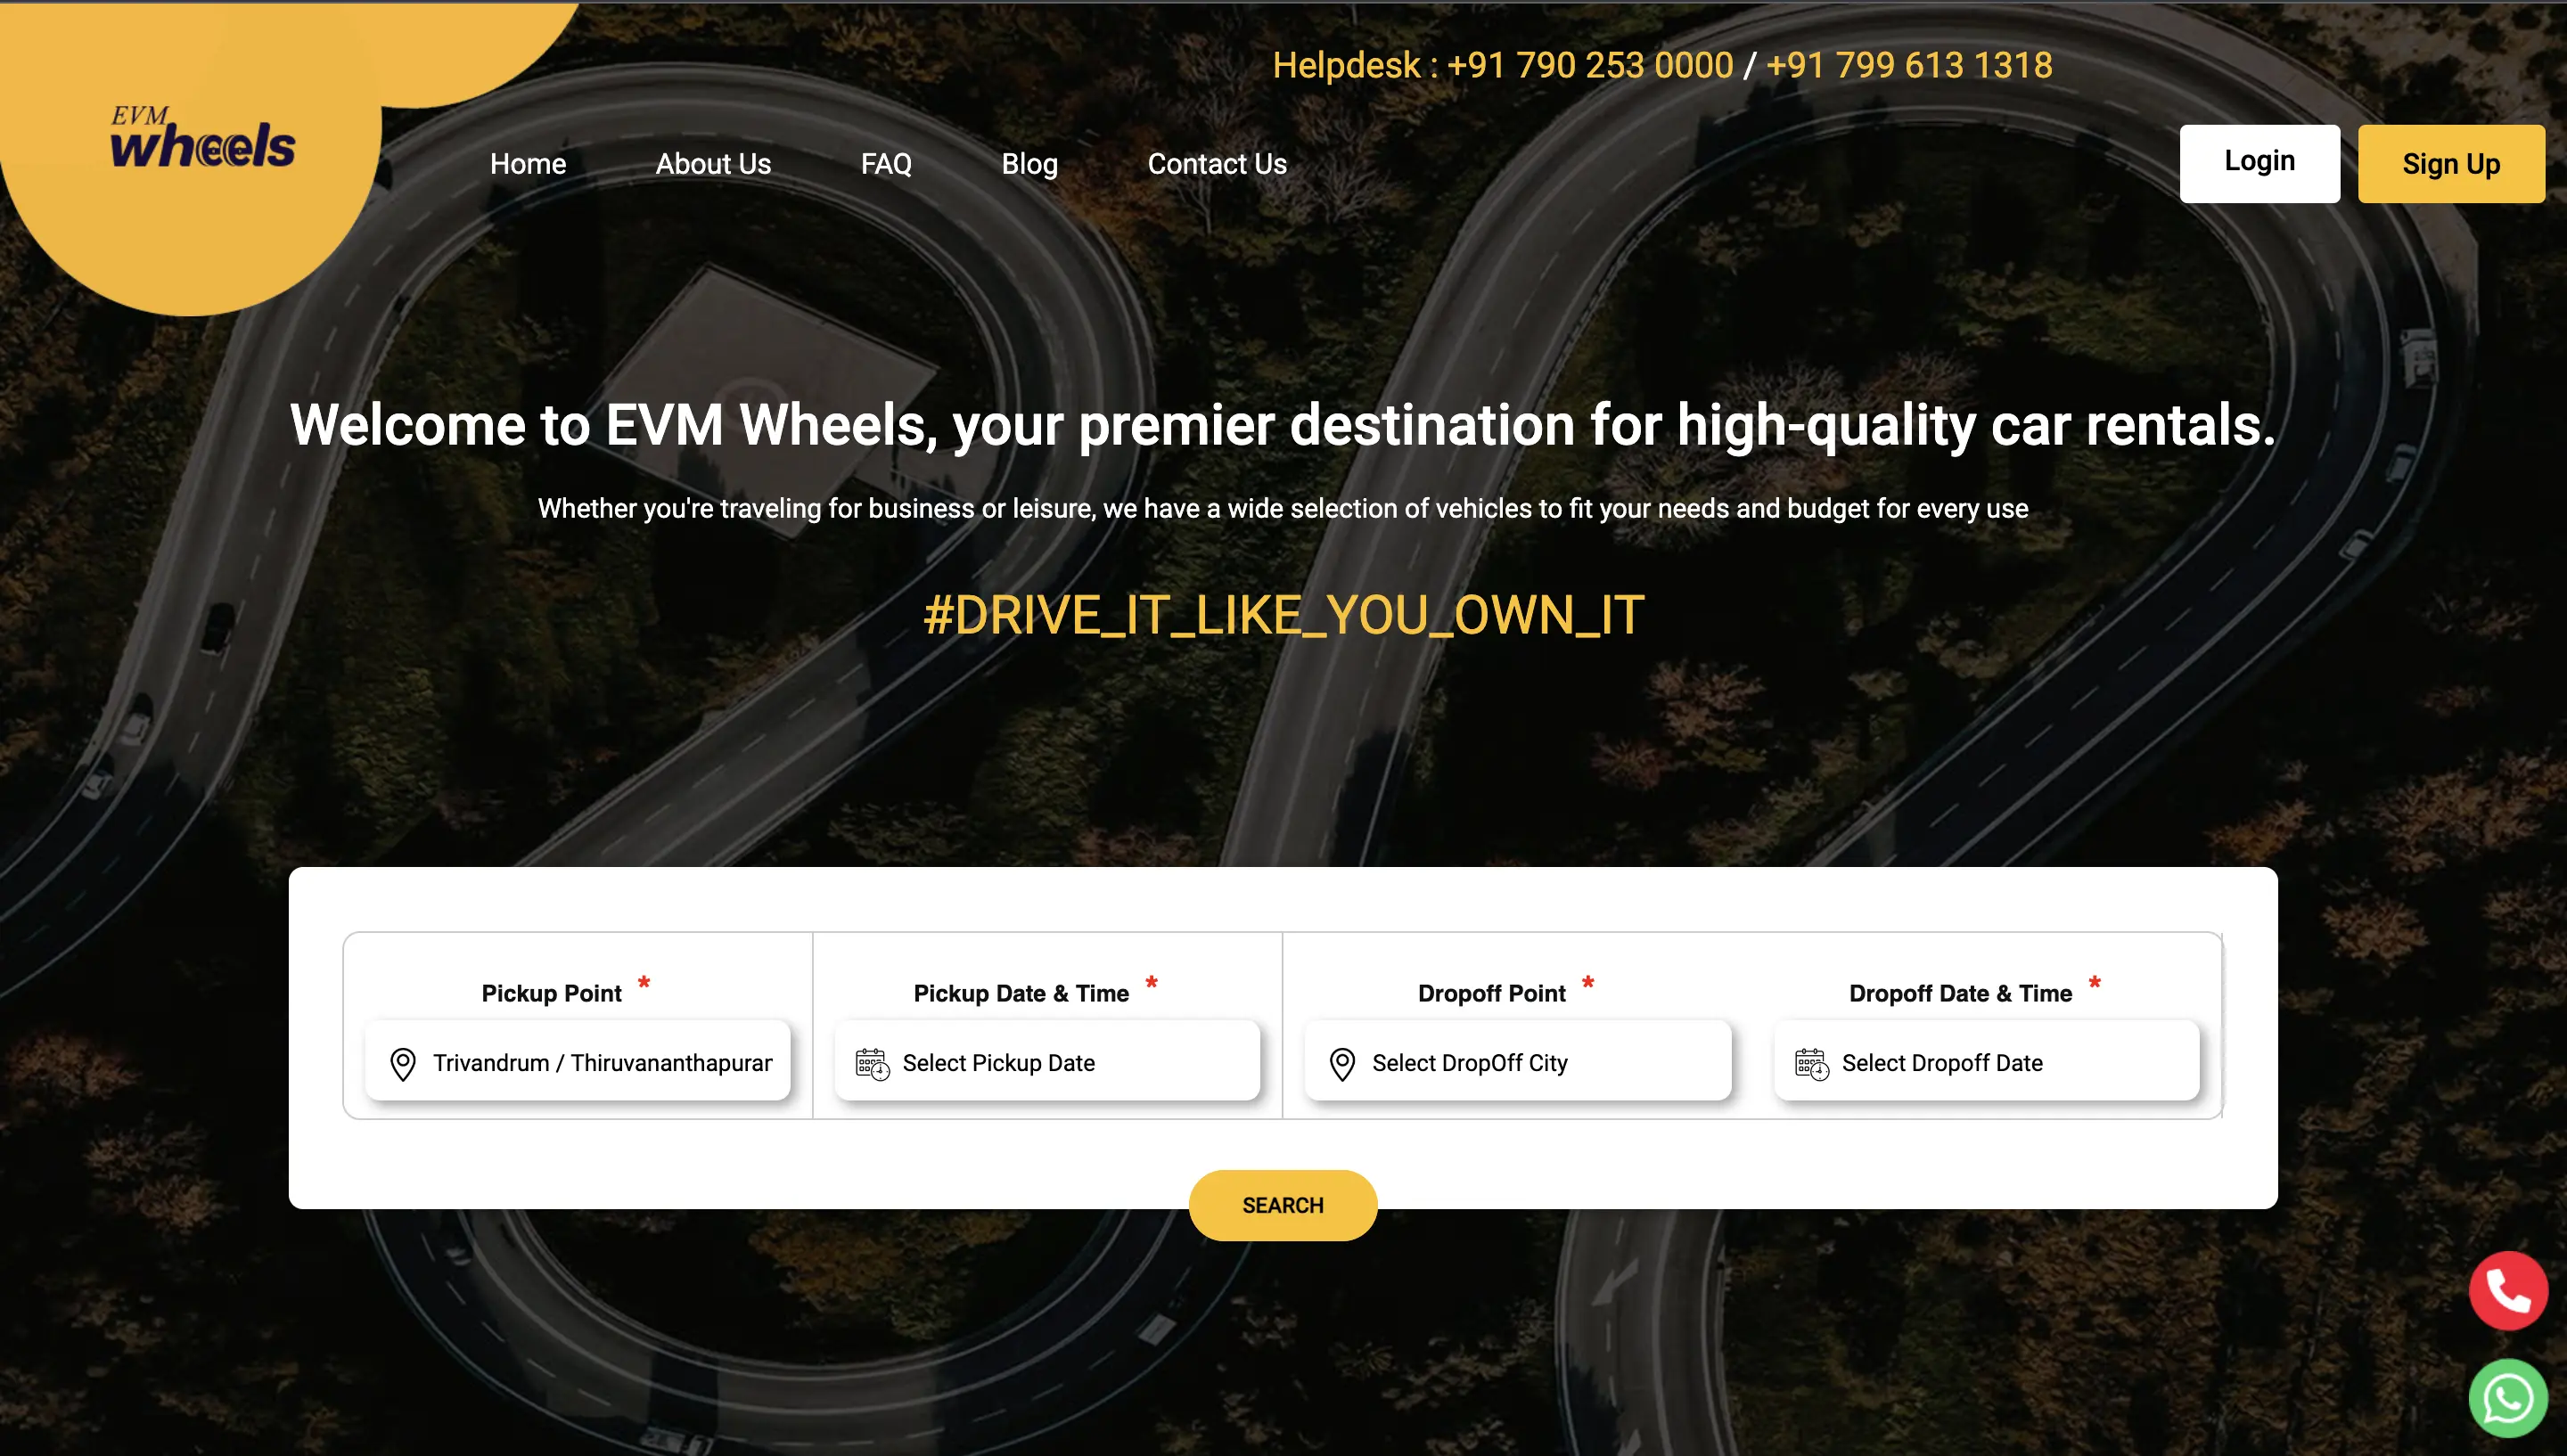 Helpdesk : +91 790 253 0000 / +91 799 613 1318
EVM
wheels
Home About Us FAQ Blog Contact Us Login Sign Up
Welcome to EVM Wheels, your premier destination for high-quality car rentals.
Whether you're traveling for business or leisure, we have a wide selection of vehicles to fit your needs and budget for every use
#DRIVE_IT_LIKE_YOU_OWN_IT
Pickup Point * Pickup Date & Time * Dropoff Point * Dropoff Date & Time *
Trivandrum / Select Pickup Date Select DropOff City Select Dropoff Date
SEARCH